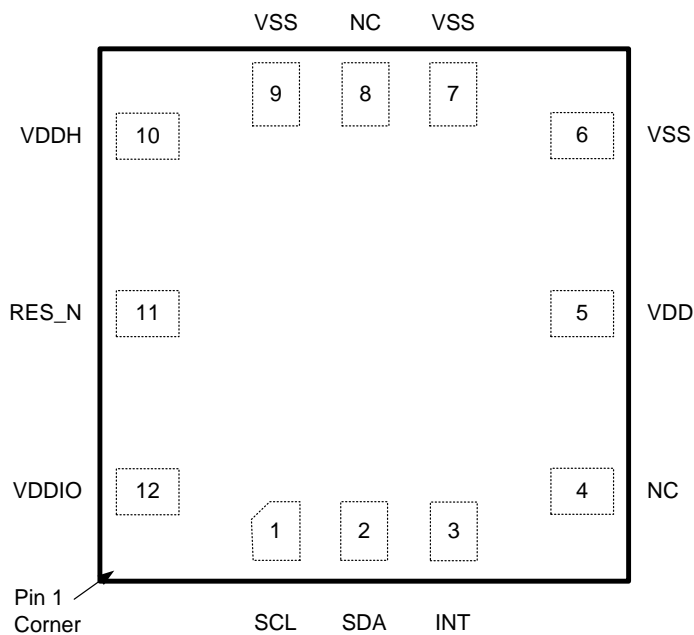 VSS NC VSS
9 8 7
VDDH 10 6 VSS
RES_N 11 5 VDD
VDDIO 12 4 NC
1 2 3
Pin 1
Corner
SCL SDA INT